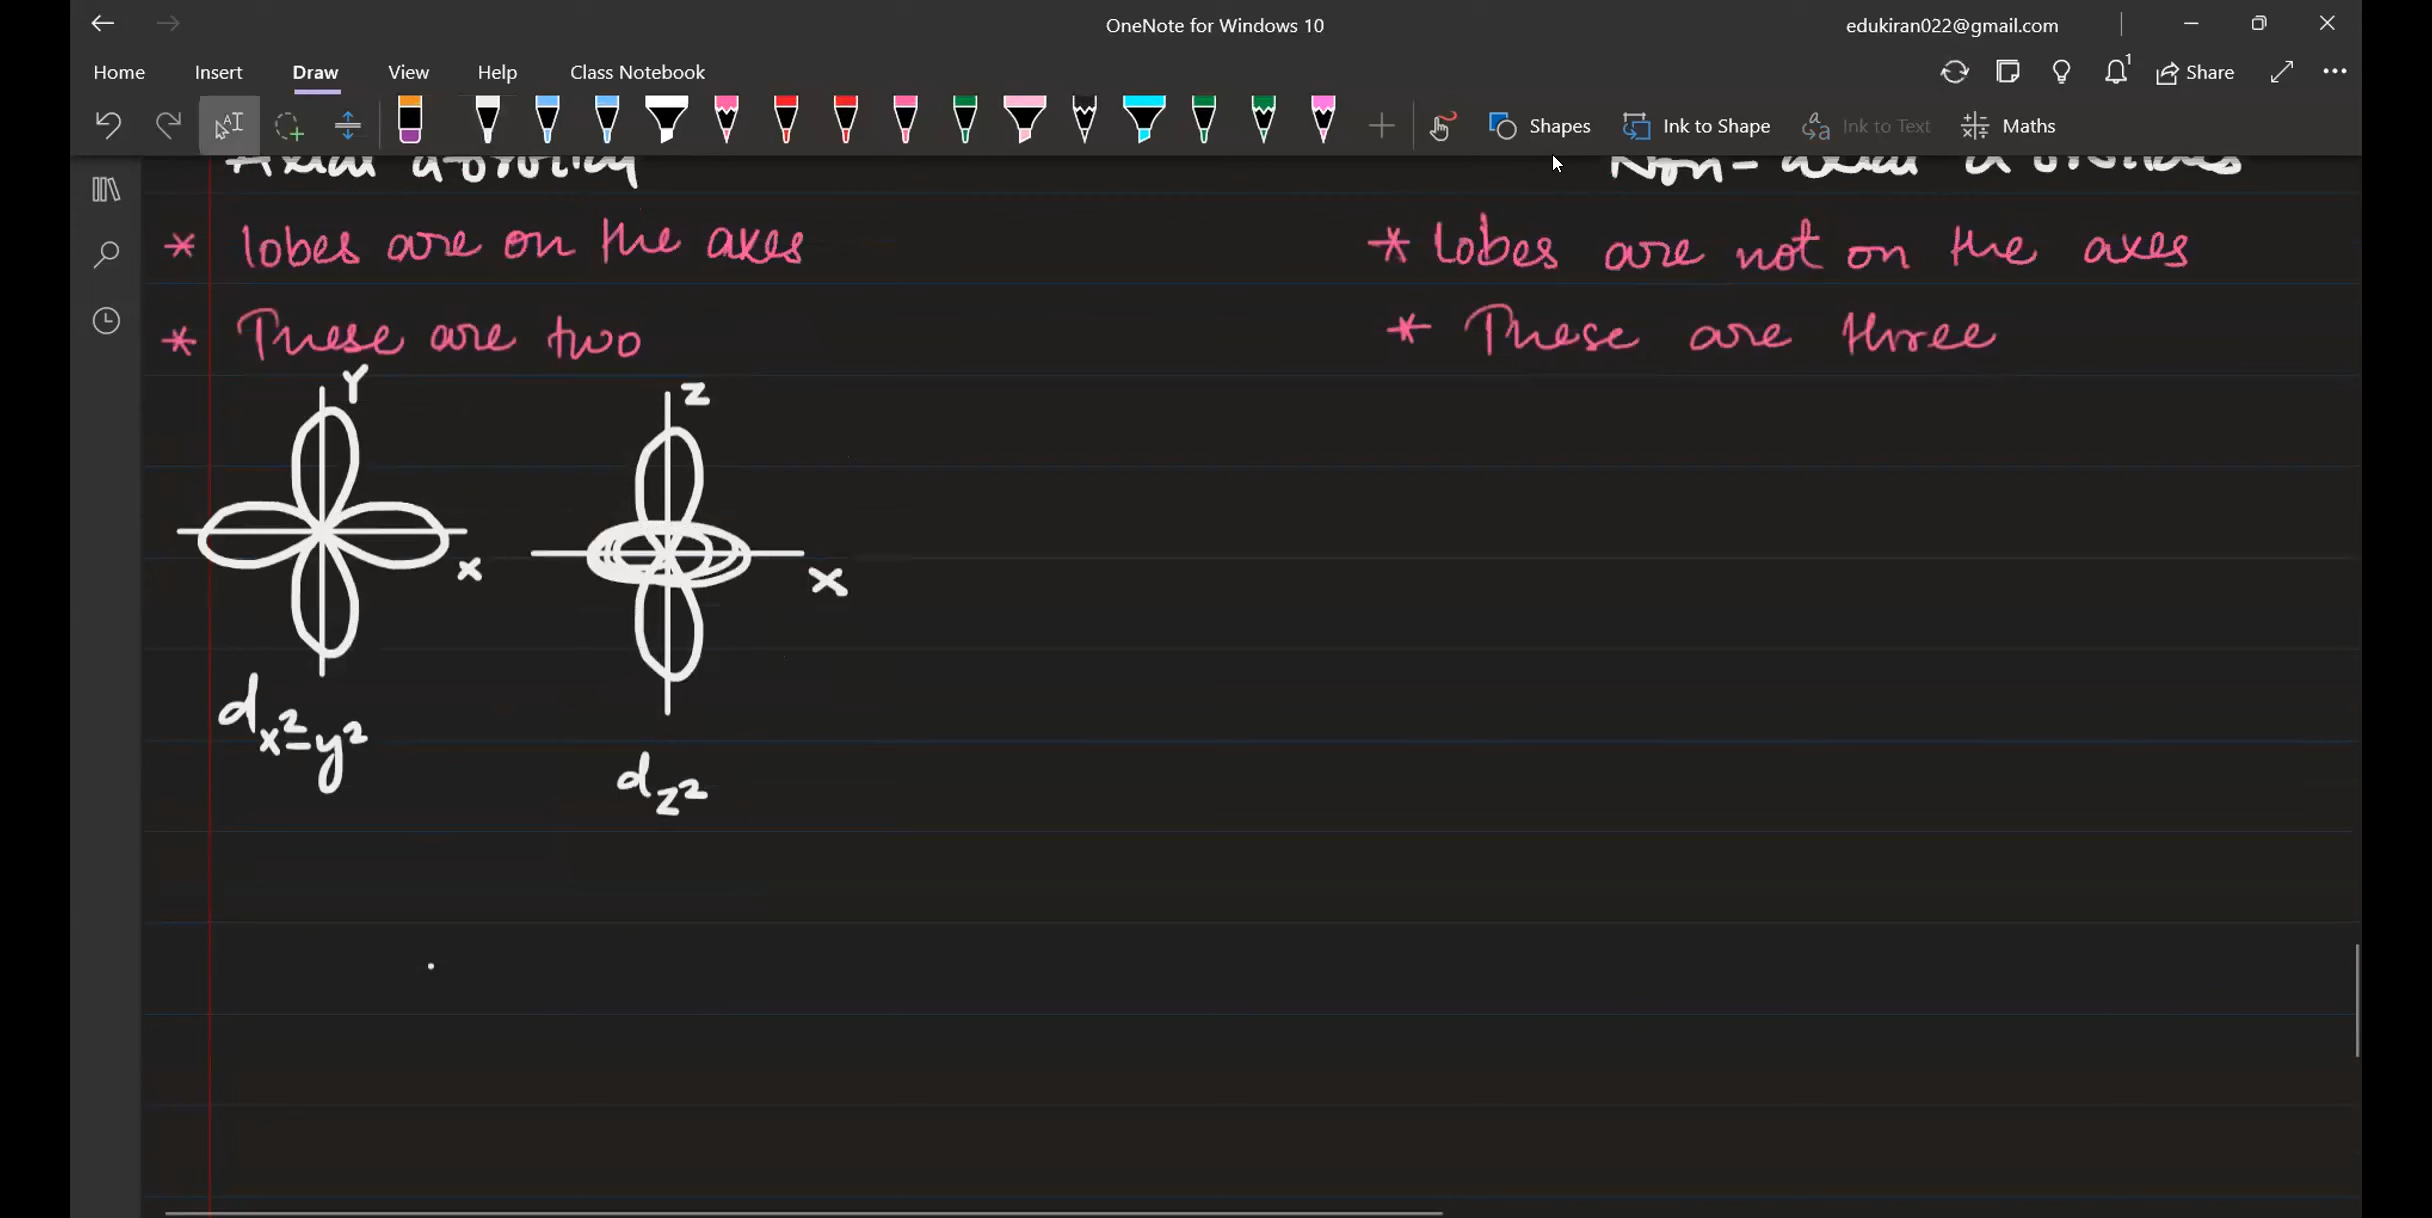 OneNote for Windows 10
edukiran022@gmail.com
Home Insert Draw View Help Class Notebook
Share
Shapes Ink to Shape Ink to Text Maths
Non-axial d
* lobes are on the axes
* These are two
* lobes are not on the axes
* These are three
Y
X
dx²-y²
Z
X
dz²